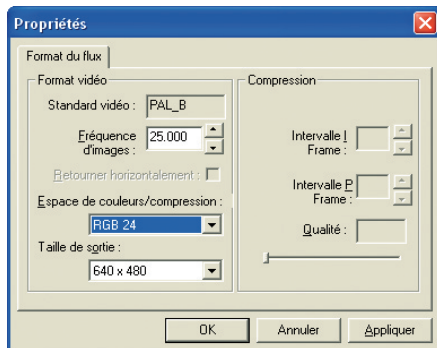 Propriétés
Format du flux
Format vidéo
Standard vidéo : PAL_B
Fréquence d'images : 25.000
Retourner horizontalement :
Espace de couleurs/compression :
RGB 24
Taille de sortie :
640 x 480
Compression
Intervalle I Frame :
Intervalle P Frame :
Qualité :
OK Annuler Appliquer